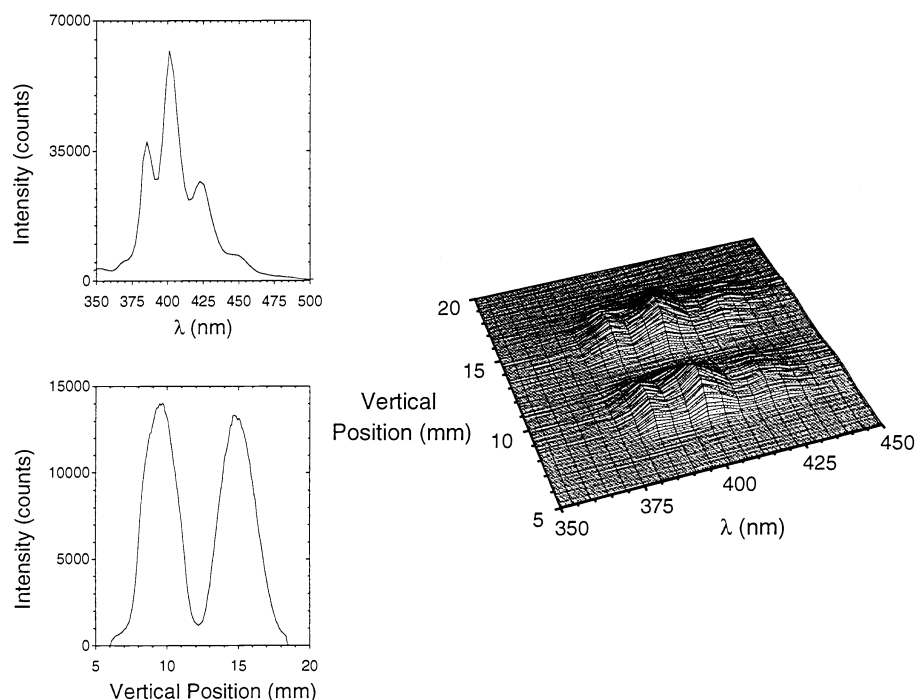 70000
35000
0
Intensity (counts)
350 375 400 425 450 475 500
λ (nm)
15000
10000
5000
0
Intensity (counts)
5 10 15 20
Vertical Position (mm)
20
15
10
5
Vertical
Position (mm)
350 375 400 425 450
λ (nm)